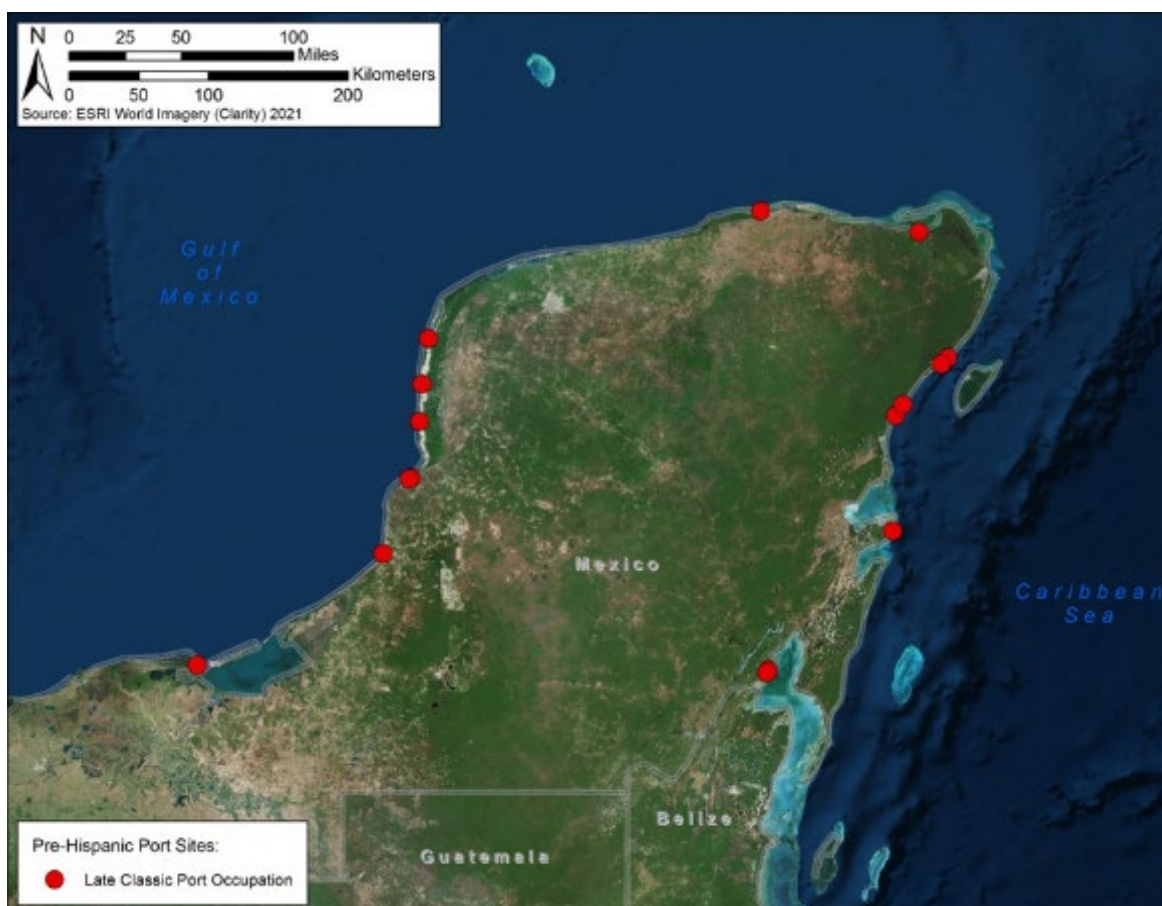 N
0 25 50 100
Miles
Kilometers
0 50 100 200
Source: ESRI World Imagery (Clarity) 2021
Gulf
of
Mexico
Mexico
Caribbean
Sea
Belize
Guatemala
Pre-Hispanic Port Sites:
Late Classic Port Occupation